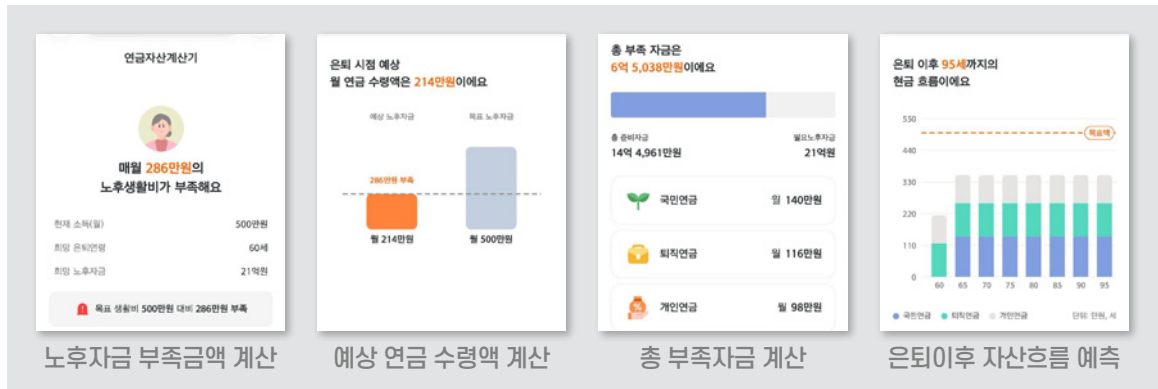 연금자산계산기
매월 286만원의
노후생활비가 부족해요
현재 소득(월) 500만원
희망 은퇴연령 60세
희망 노후자금 21억원
목표 생활비 500만원 대비 286만원 부족
노후자금 부족금액 계산
은퇴 시점 예상
월 연금 수령액은 214만원이에요
예상 노후자금 목표 노후자금
286만원 부족
월 214만원 월 500만원
예상 연금 수령액 계산
총 부족 자금은
6억 5,038만원이에요
총 준비자금 필요노후자금
14억 4,961만원 21억원
국민연금 월 140만원
퇴직연금 월 116만원
개인연금 월 98만원
총 부족자금 계산
은퇴 이후 95세까지의
현금 흐름이에요
550
목표액
440
330
220
110
0
60 65 70 75 80 85 90 95
국민연금 퇴직연금 개인연금 단위: 만원, 세
은퇴이후 자산흐름 예측